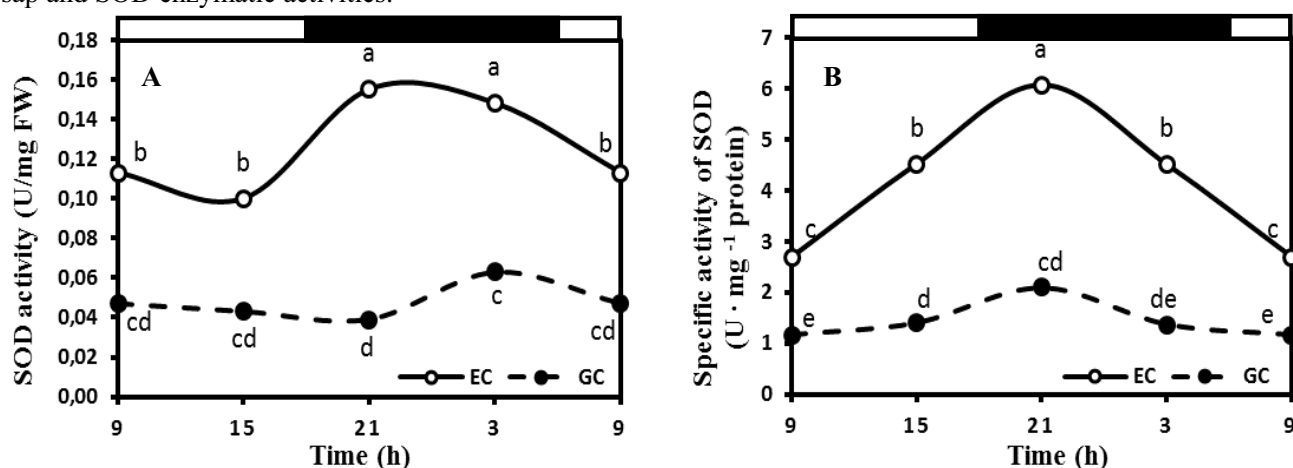 sap and SOD enzymatic activities.
A
SOD activity (U/mg FW)
0,18
0,16
0,14
0,12
0,10
0,08
0,06
0,04
0,02
0,00
b
b
a
a
b
cd
cd
d
c
cd
EC
GC
9
15
21
3
9
Time (h)
B
Specific activity of SOD
(U · mg⁻¹ protein)
7
6
5
4
3
2
1
0
c
b
a
b
c
e
d
cd
de
e
EC
GC
9
15
21
3
9
Time (h)